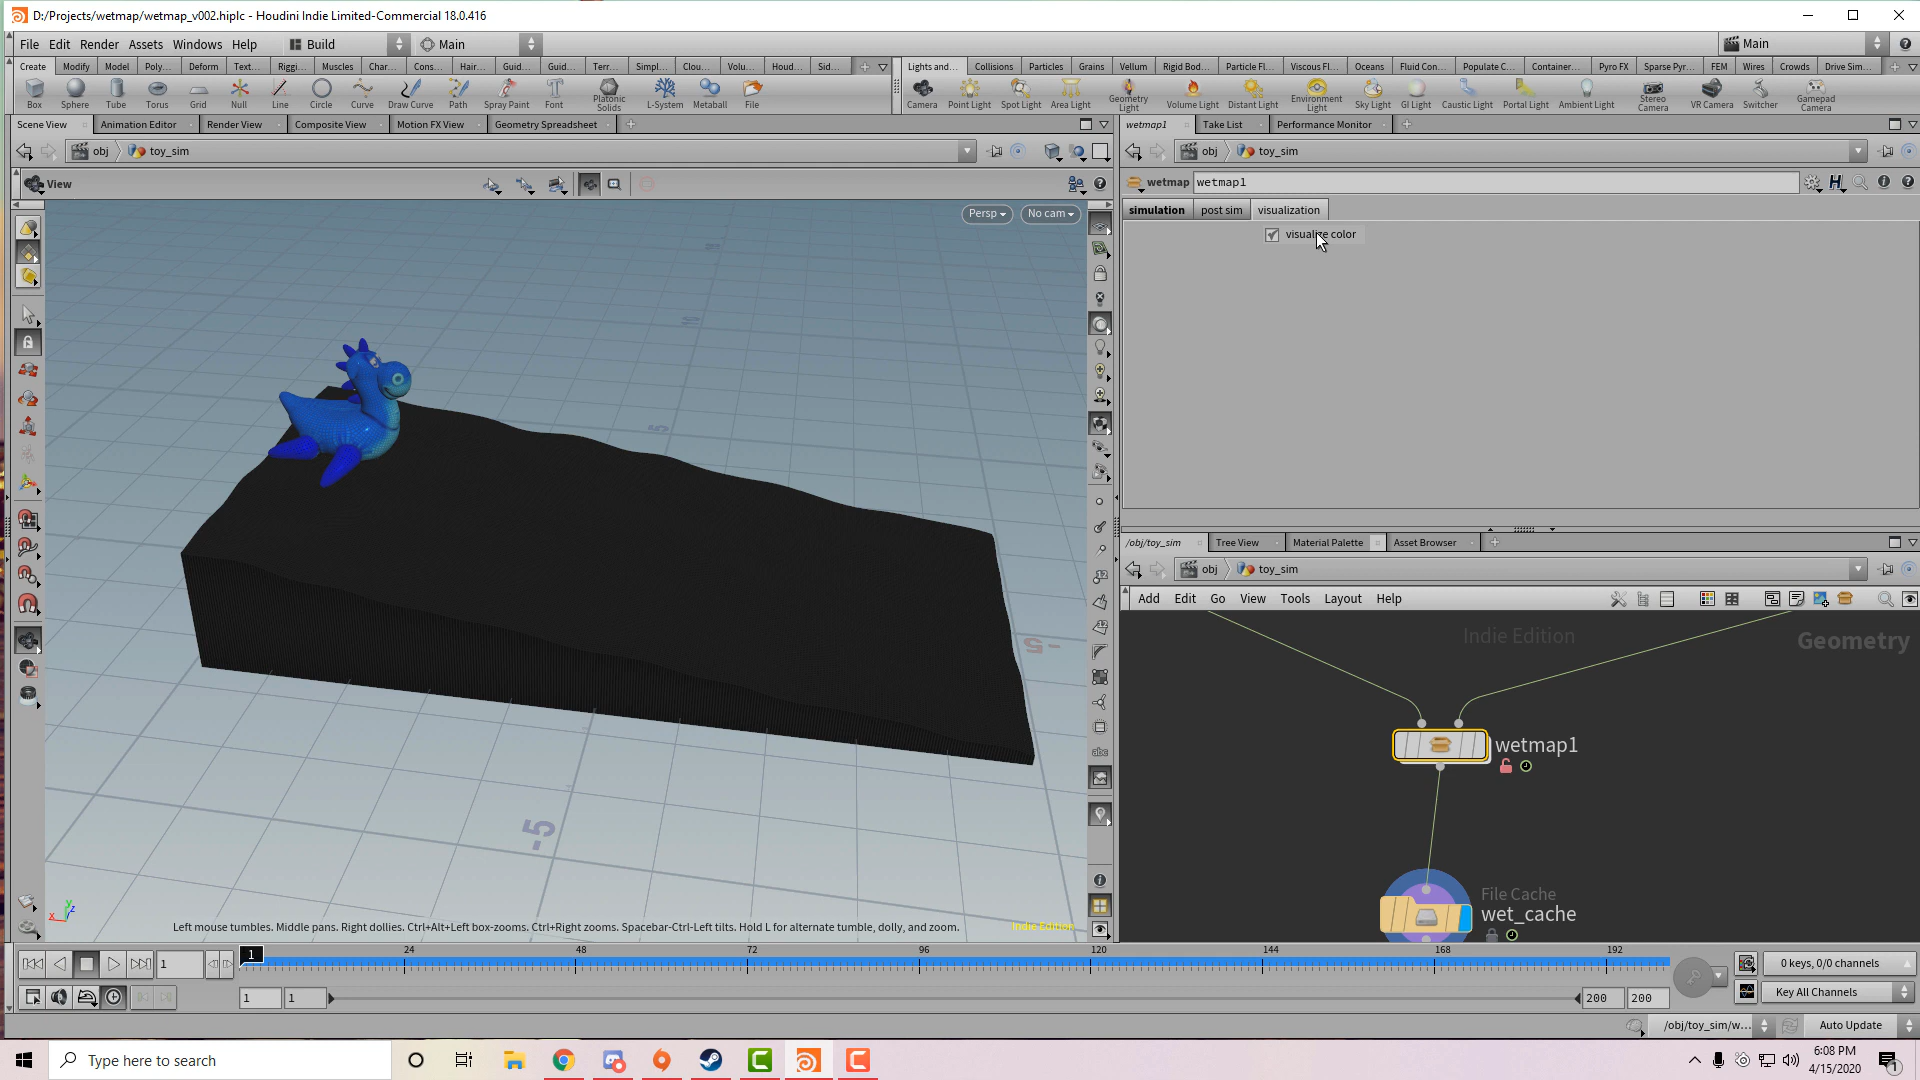 D:/Projects/wetmap/wetmap_v002.hiplc - Houdini Indie Limited-Commercial 18.0.416
File Edit Render Assets Windows Help Build Main Main
Create Modify Model Poly... Deform Text... Riggi... Muscles Char... Cons... Hair... Guid... Guid... Terr... Simpl... Clou... Volu... Houd... Sid...
Lights and... Collisions Particles Grains Vellum Rigid Bod... Particle Fl... Viscous Fl... Oceans Fluid Con... Populate C... Container... Pyro FX Sparse Pyr... FEM Wires Crowds Drive Sim...
Box Sphere Tube Torus Grid Null Line Circle Curve Draw Curve Path Spray Paint Font Platonic Solids L-System Metaball File
Camera Point Light Spot Light Area Light Geometry Light Volume Light Distant Light Environment Light Sky Light GI Light Caustic Light Portal Light Ambient Light Stereo Camera VR Camera Switcher Gamepad Camera
Scene View Animation Editor Render View Composite View Motion FX View Geometry Spreadsheet
wetmap1 Take List Performance Monitor
obj toy_sim
obj toy_sim
View
wetmap wetmap1
simulation post sim visualization
visualize color
Persp No cam
5
-5
-5
Left mouse tumbles. Middle pans. Right dollies. Ctrl+Alt+Left box-zooms. Ctrl+Right zooms. Spacebar-Ctrl-Left tilts. Hold L for alternate tumble, dolly, and zoom.
Indie Edition
x y z
abc
/obj/toy_sim Tree View Material Palette Asset Browser
obj toy_sim
Add Edit Go View Tools Layout Help
Indie Edition
Geometry
wetmap1
File Cache
wet_cache
1 1 24 48 72 96 120 144 168 192
1 1 200 200
0 keys, 0/0 channels
Key All Channels
/obj/toy_sim/w... Auto Update
Type here to search
6:08 PM
4/15/2020
1